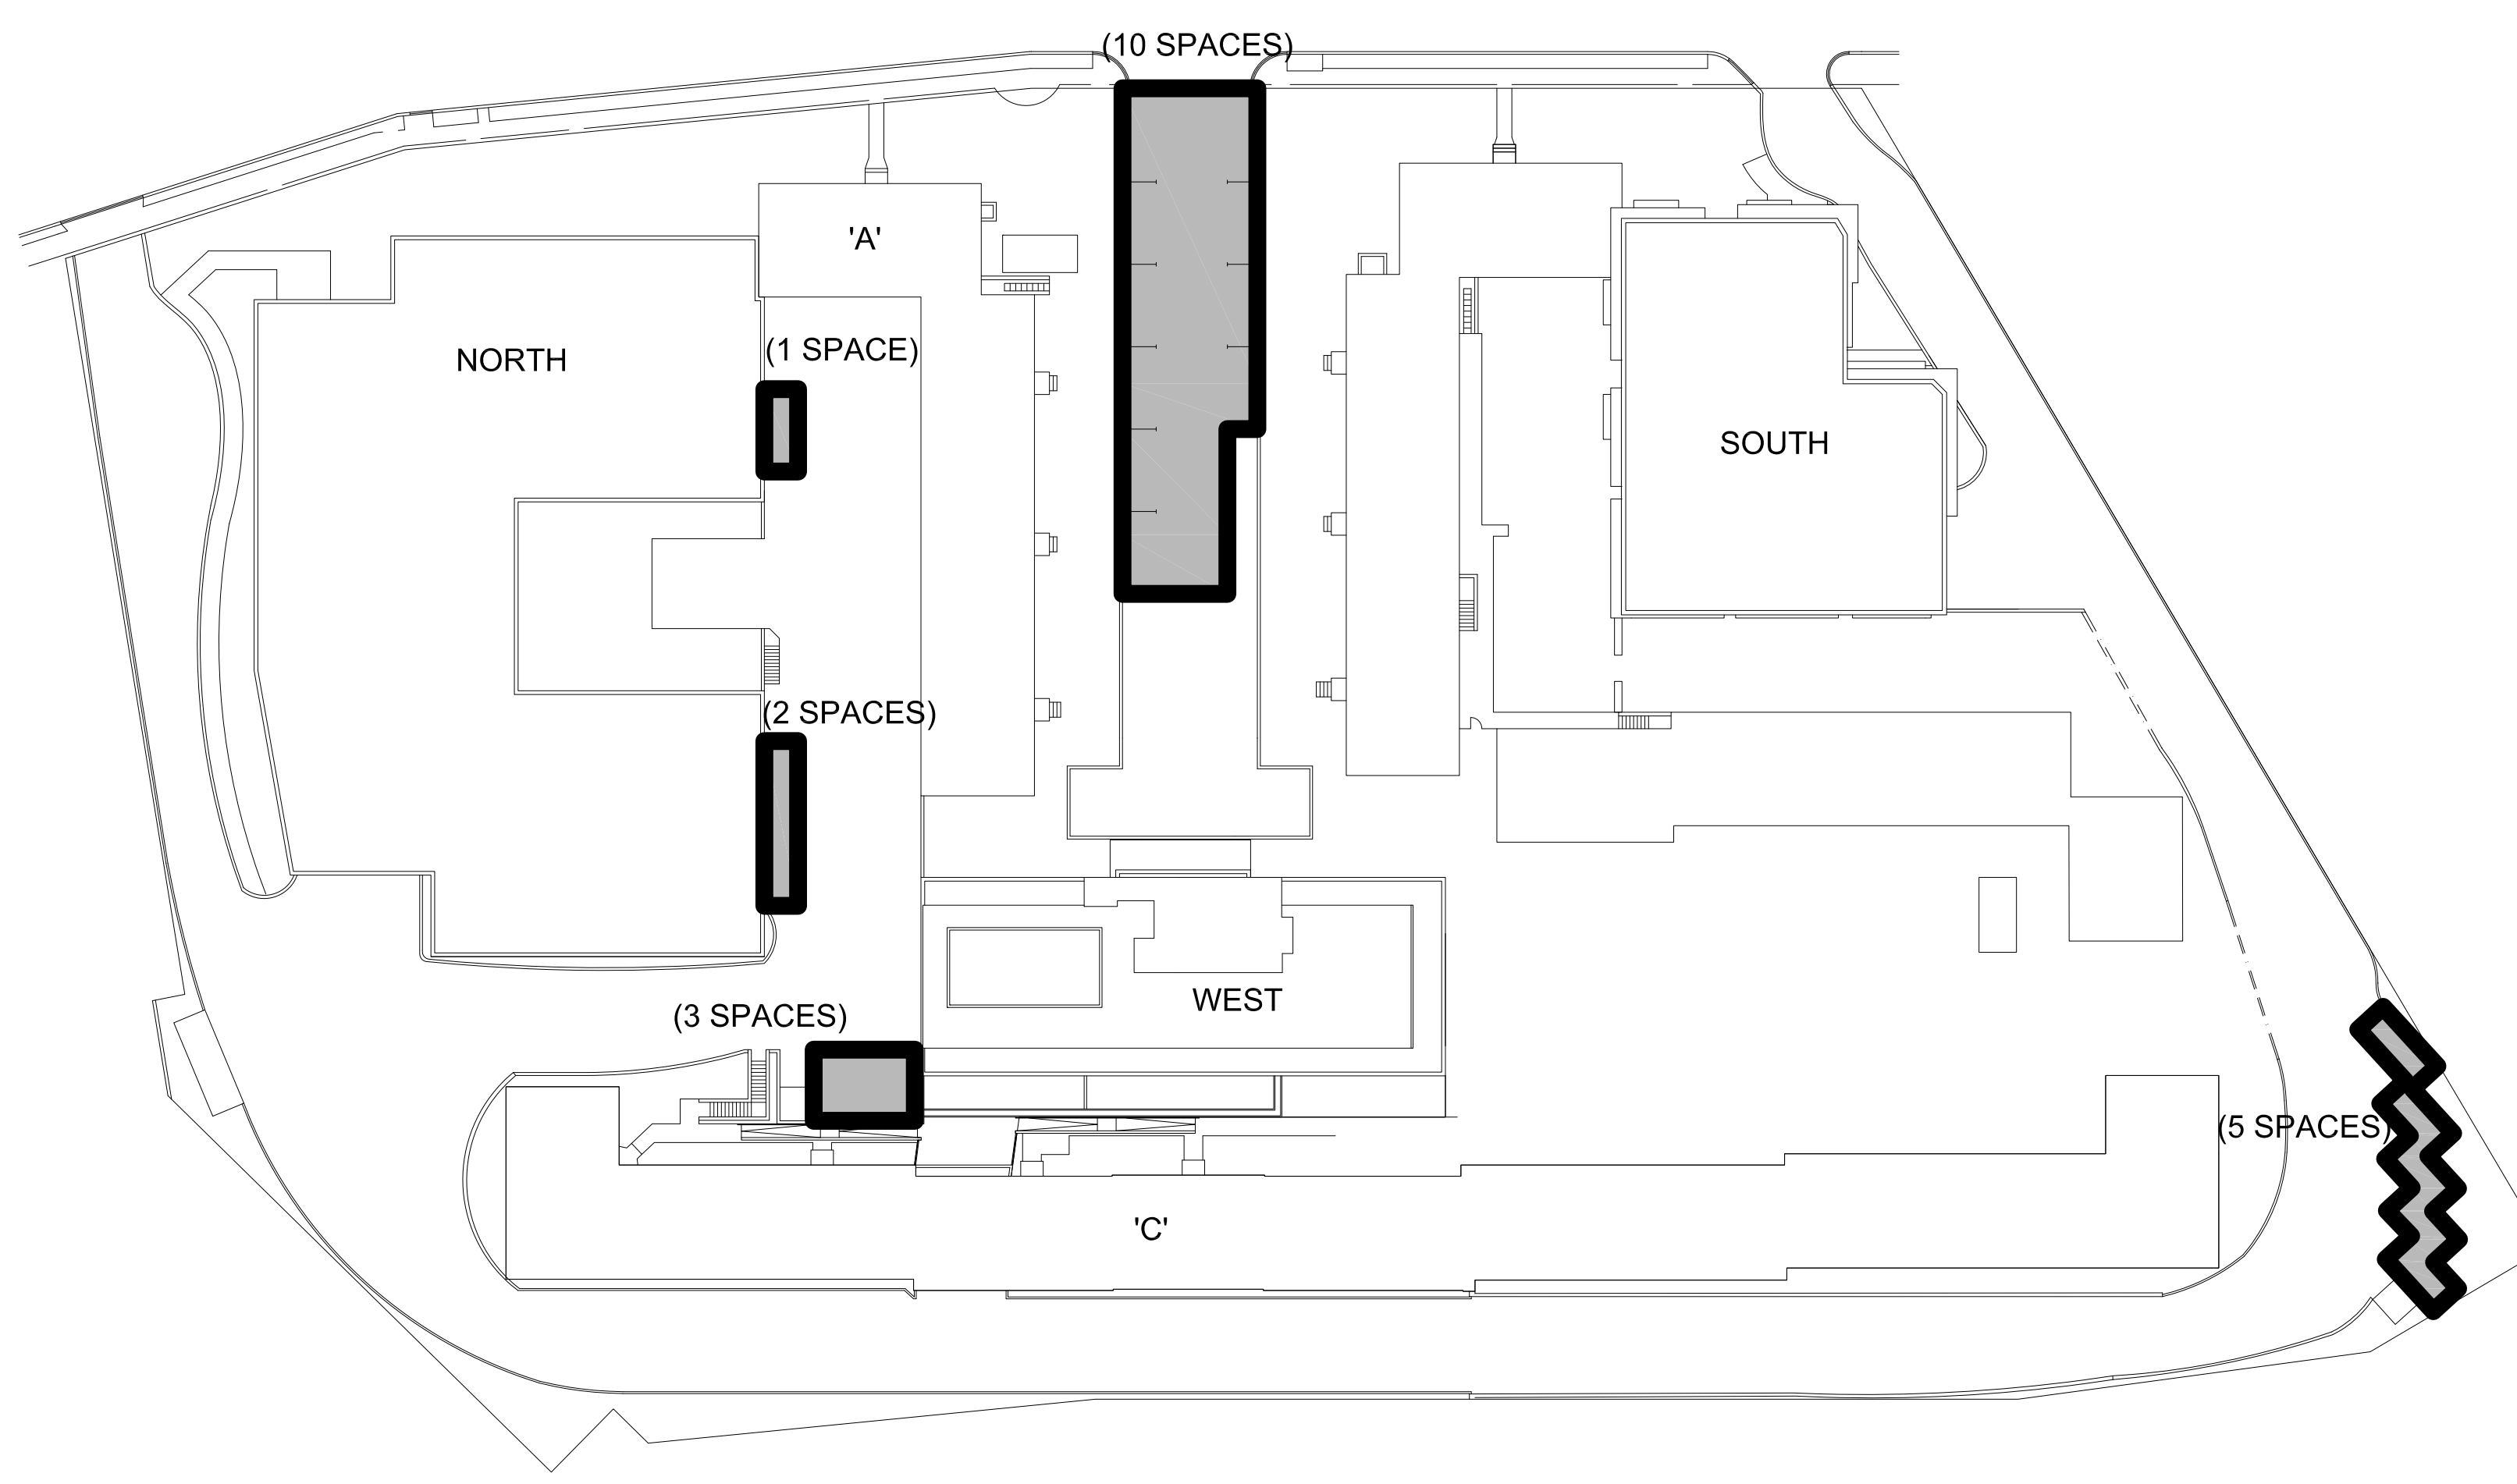 (10 SPACES)
'A'
(1 SPACE)
NORTH
SOUTH
(2 SPACES)
WEST
(3 SPACES)
(5 SPACES)
'C'